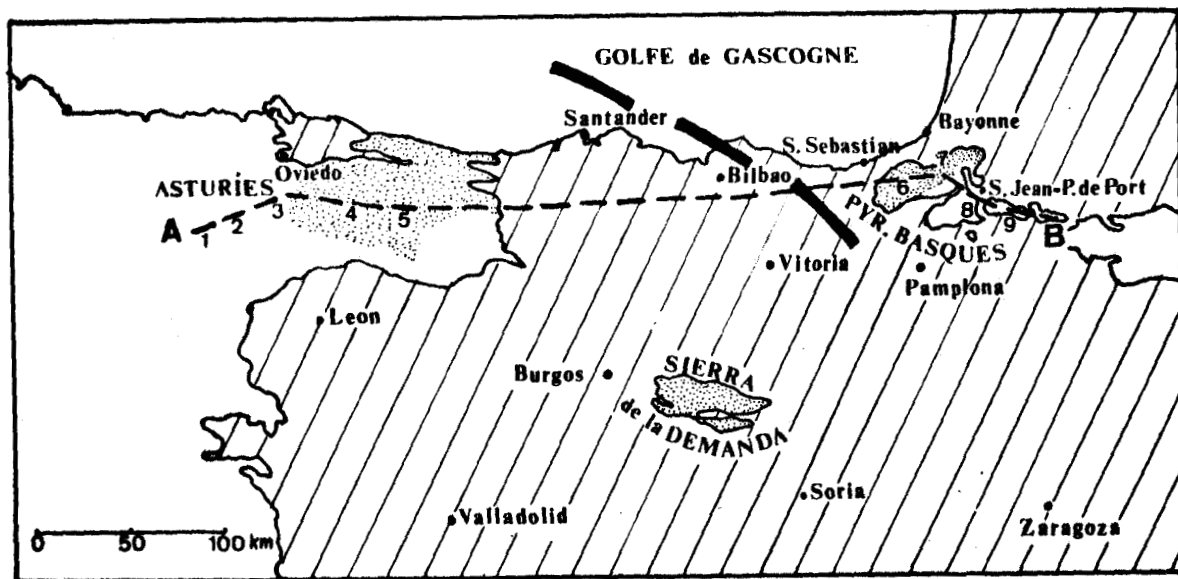 GOLFE de GASCOGNE
Santander
Bayonne
S. Sebastian
Oviedo
Bilbao
ASTURÍES
S. Jean-P. de Port
A
1
2
3
4
5
6
7
8
9
B
PYR. BASQUES
Vitoria
Pamplona
Leon
Burgos
SIERRA
de la DEMANDA
Soria
Valladolid
Zaragoza
0 50 100 km